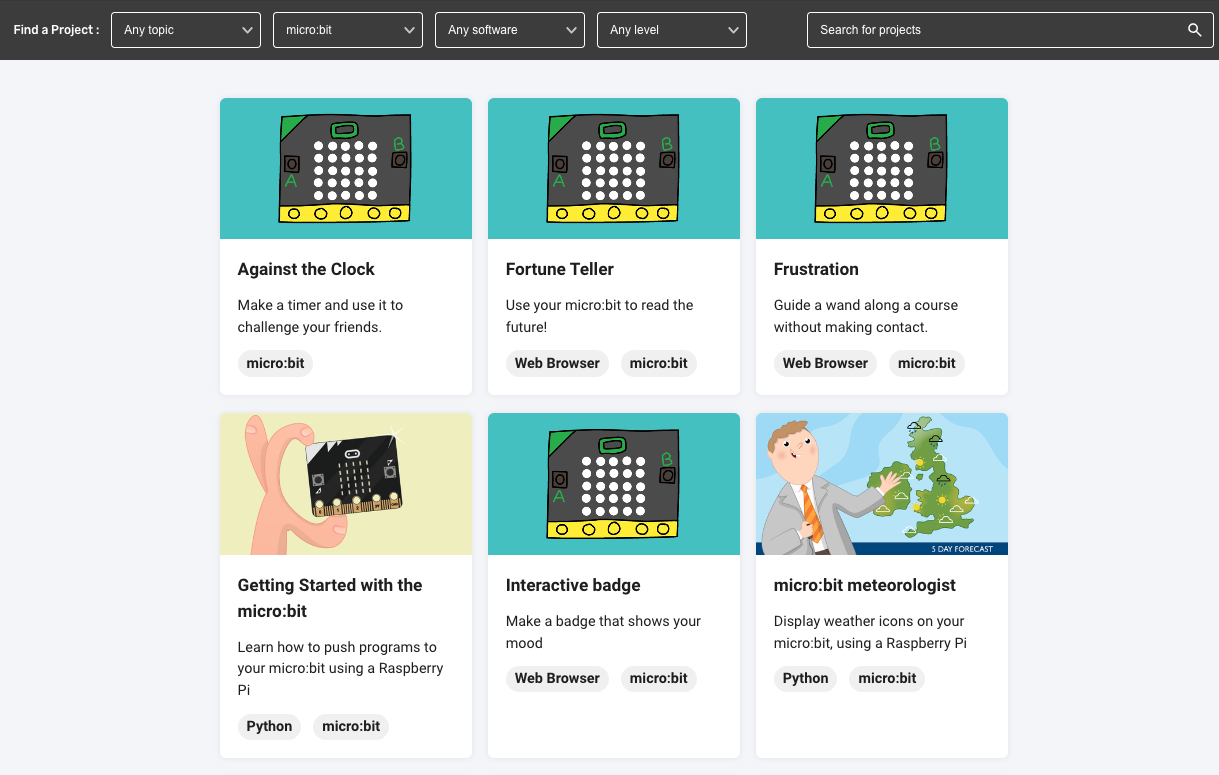 Find a Project : Any topic micro:bit Any software Any level Search for projects
B
A
B
A
B
A
Against the Clock
Make a timer and use it to
challenge your friends.
micro:bit
Fortune Teller
Use your micro:bit to read the
future!
Web Browser micro:bit
Frustration
Guide a wand along a course
without making contact.
Web Browser micro:bit
B
A
5 DAY FORECAST
Getting Started with the
micro:bit
Learn how to push programs to
your micro:bit using a Raspberry
Pi
Python micro:bit
Interactive badge
Make a badge that shows your
mood
Web Browser micro:bit
micro:bit meteorologist
Display weather icons on your
micro:bit, using a Raspberry Pi
Python micro:bit